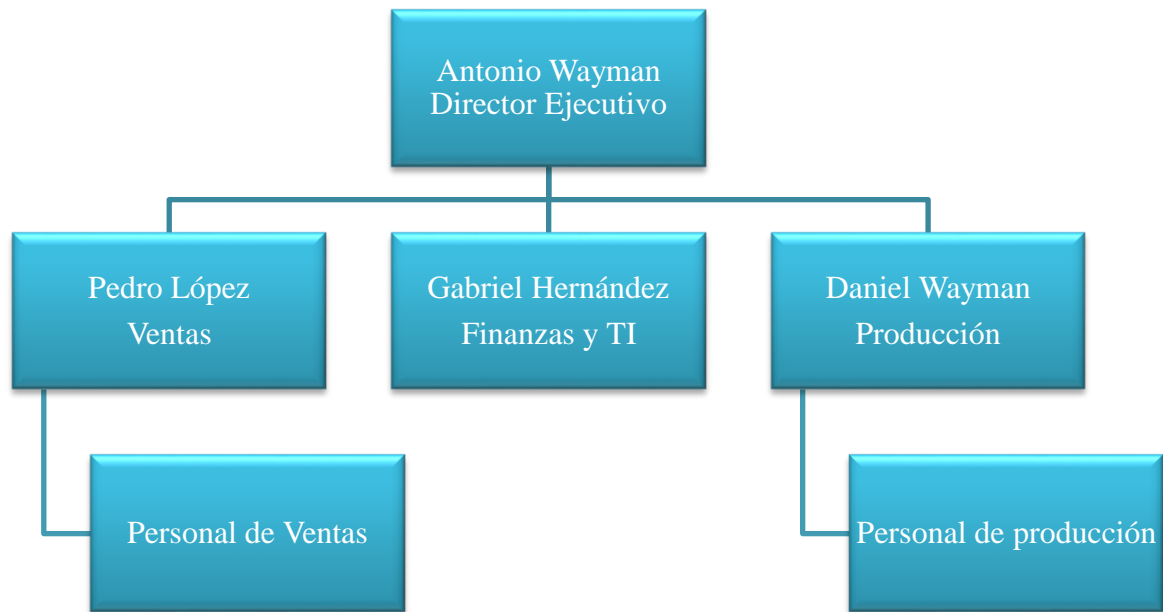 Antonio Wayman
Director Ejecutivo
Pedro López
Ventas
Gabriel Hernández
Finanzas y TI
Daniel Wayman
Producción
Personal de Ventas
Personal de producción